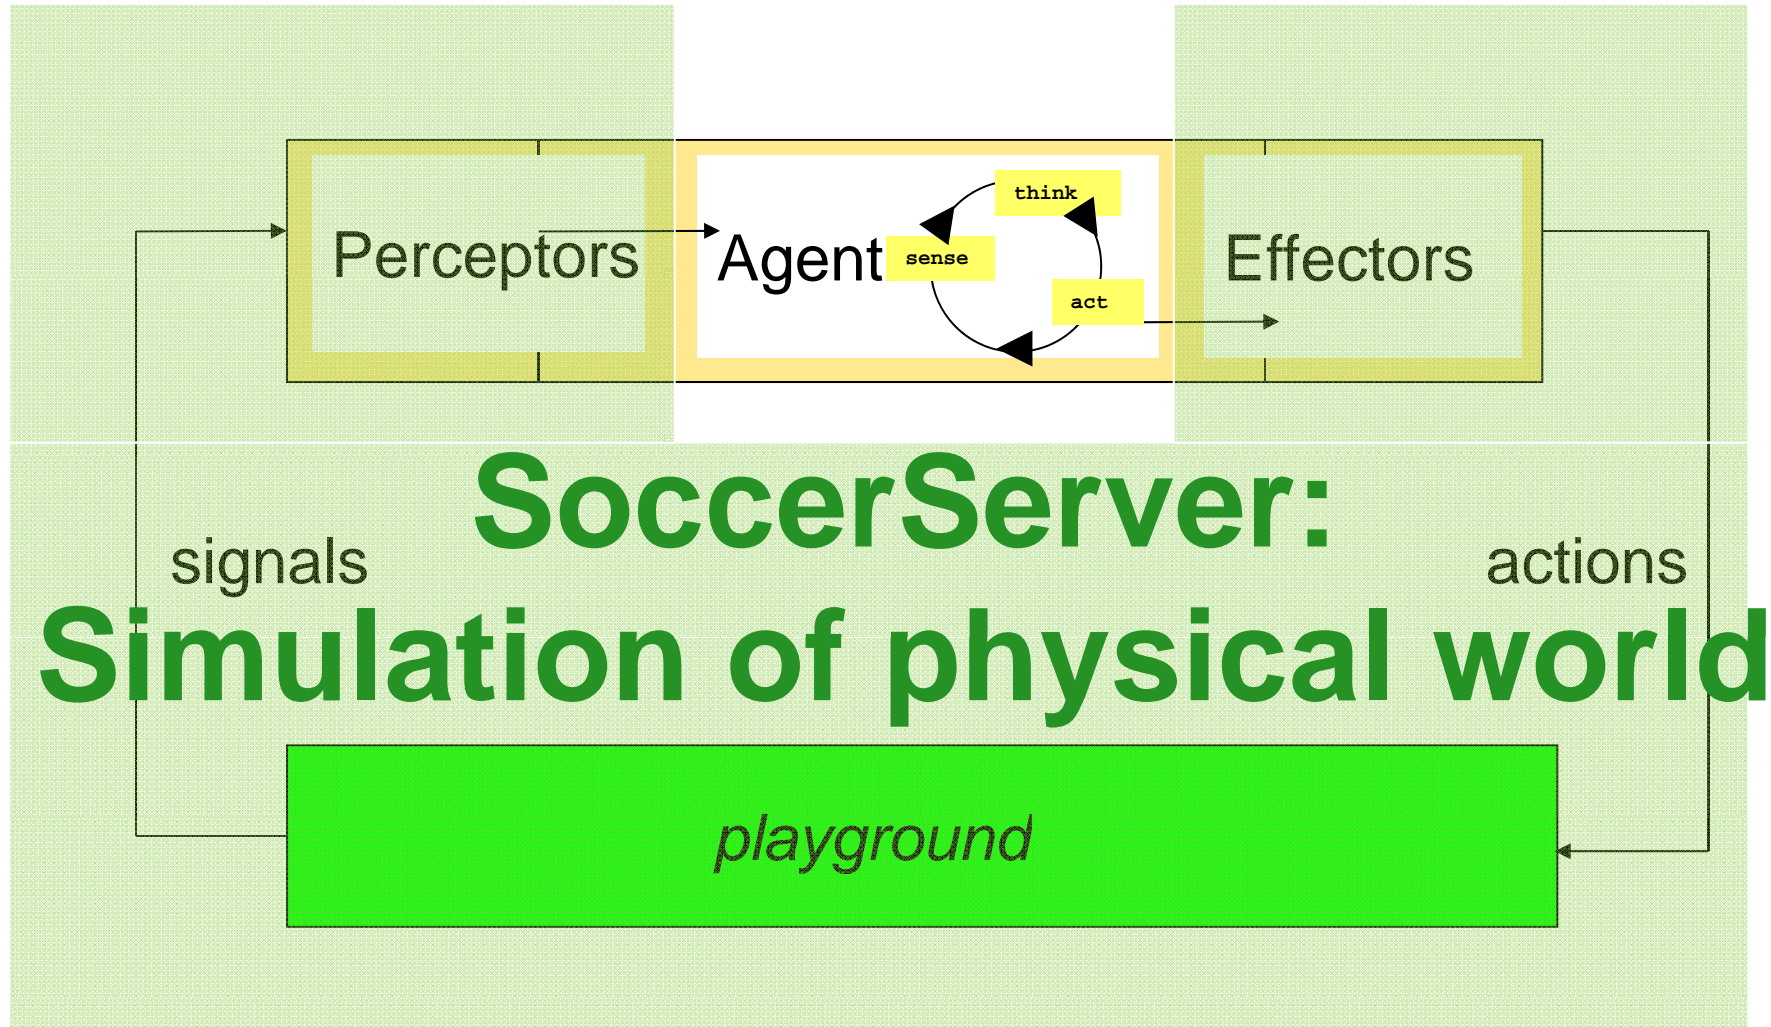 think
Perceptors
Agent
sense
Effectors
act
SoccerServer:
signals
actions
Simulation of physical world
playground